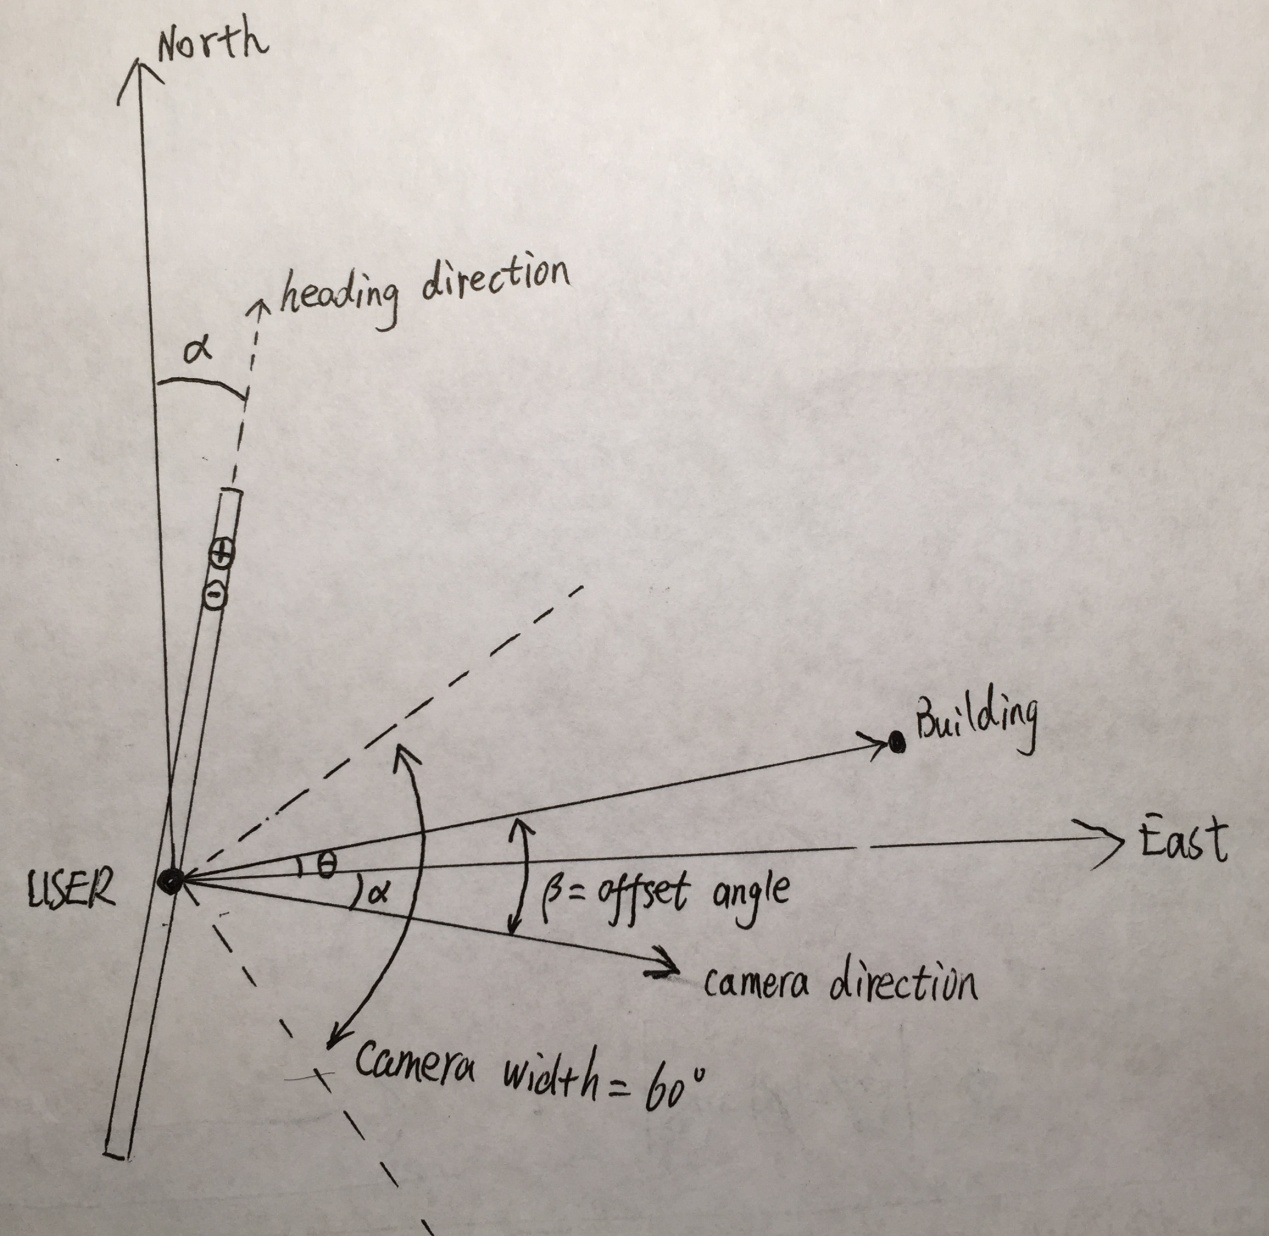 North
heading direction
α
+
-
Building
East
USER
θ
α
β = offset angle
camera direction
Camera width = 60°